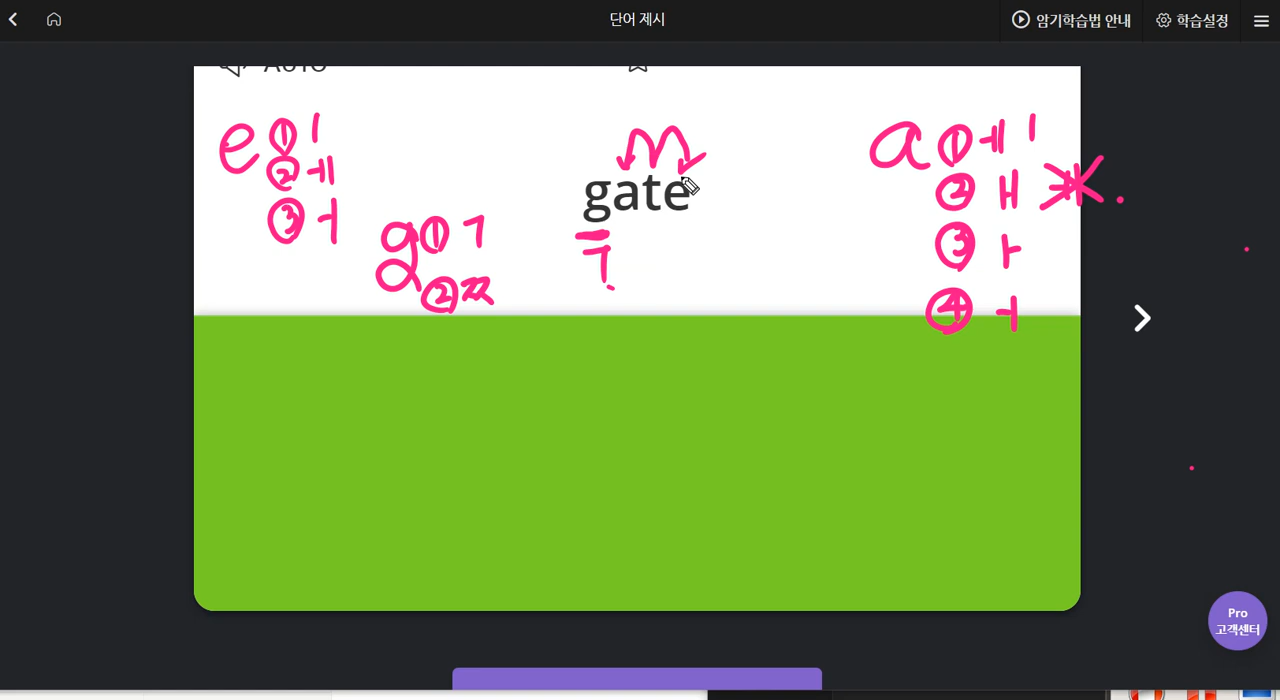 단어 제시
암기학습법 안내
학습설정
AUTO
e ① ㅣ
② ㅔ
③ ㅓ
g ① ㄱ
② ㅈ
gate
ㄱ
a ① ㅔㅣ
② ㅐ
③ ㅏ
④ ㅓ
Pro
고객센터